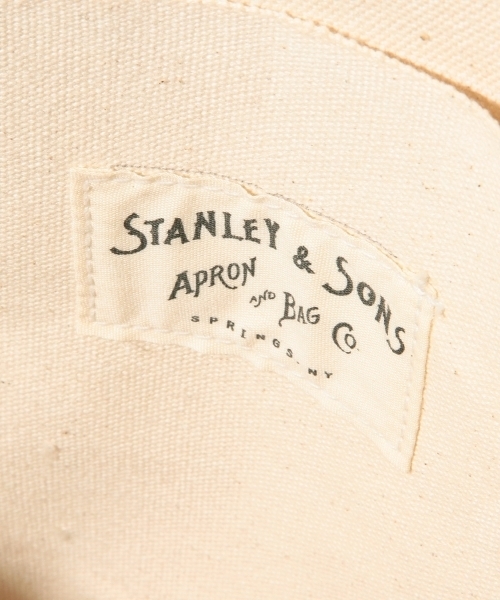 STANLEY & SONS
APRON AND BAG CO.
SPRINGS, NY